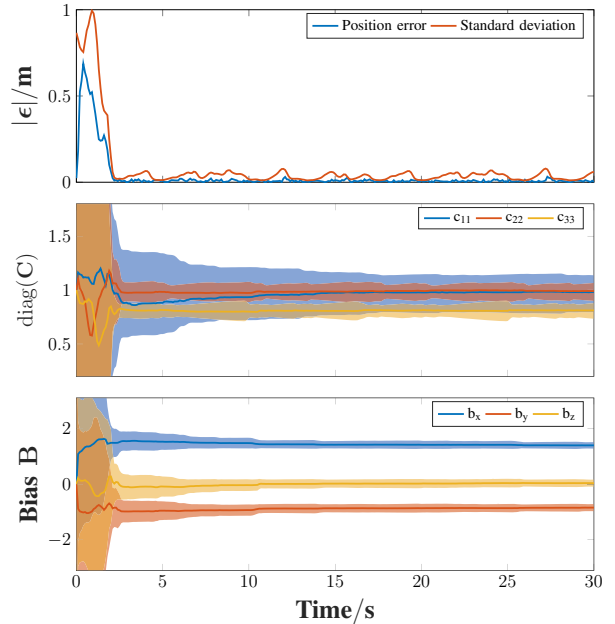 1
0.5
0
|ϵ|/m
Position error Standard deviation
1.5
1
0.5
diag(C)
c11 c22 c33
2
0
−2
Bias B
bx by bz
0 5 10 15 20 25 30
Time/s